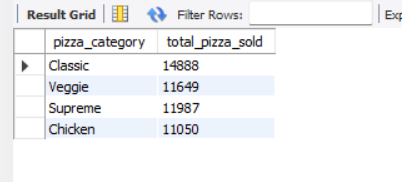 Result Grid Filter Rows: Exp
pizza_category total_pizza_sold
Classic 14888
Veggie 11649
Supreme 11987
Chicken 11050